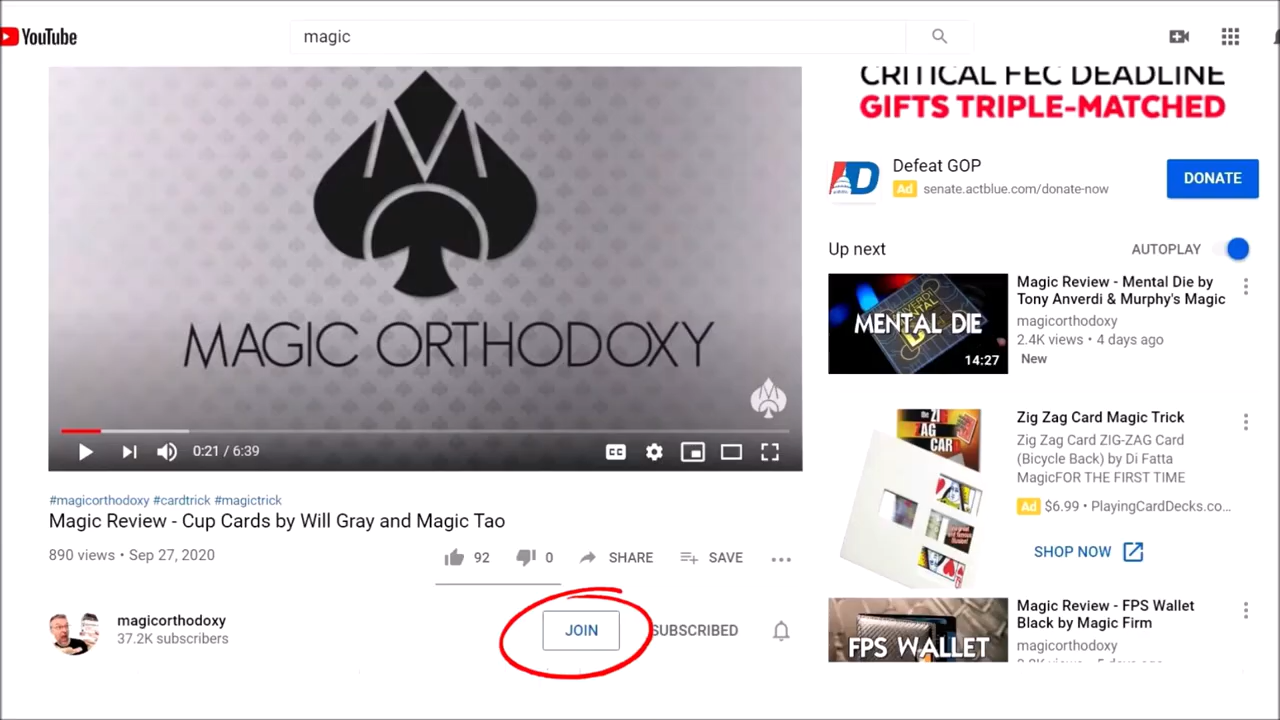 YouTube
magic
MAGIC ORTHODOXY
0:21 / 6:39
CC
#magicorthodoxy #cardtrick #magictrick
Magic Review - Cup Cards by Will Gray and Magic Tao
890 views • Sep 27, 2020
92
0
SHARE
SAVE
magicorthodoxy
37.2K subscribers
JOIN
SUBSCRIBED
CRITICAL FEC DEADLINE
GIFTS TRIPLE-MATCHED
Defeat GOP
Ad senate.actblue.com/donate-now
DONATE
Up next
AUTOPLAY
MENTAL DIE
14:27
Magic Review - Mental Die by
Tony Anverdi & Murphy's Magic
magicorthodoxy
2.4K views • 4 days ago
New
ZIG
ZAG
CARD
Zig Zag Card Magic Trick
Zig Zag Card ZIG-ZAG Card
(Bicycle Back) by Di Fatta
MagicFOR THE FIRST TIME
Ad $6.99 • PlayingCardDecks.co...
SHOP NOW
FPS WALLET
Magic Review - FPS Wallet
Black by Magic Firm
magicorthodoxy